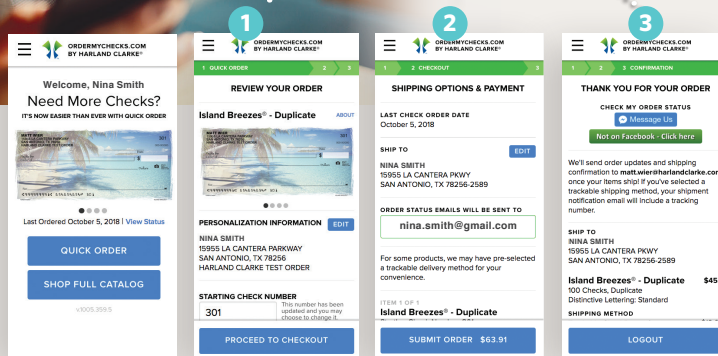 ORDERMYCHECKS.COM
BY HARLAND CLARKE®
Welcome, Nina Smith
Need More Checks?
IT'S NOW EASIER THAN EVER WITH QUICK ORDER
MATT WIER
301
Last Ordered October 5, 2018 | View Status
QUICK ORDER
SHOP FULL CATALOG
v.1005.359.5
1
ORDERMYCHECKS.COM
BY HARLAND CLARKE®
1 QUICK ORDER 2 3
REVIEW YOUR ORDER
Island Breezes® - Duplicate ABOUT
MATT WIER
301
PERSONALIZATION INFORMATION EDIT
NINA SMITH
15955 LA CANTERA PARKWAY
SAN ANTONIO, TX 78256
HARLAND CLARKE TEST ORDER
STARTING CHECK NUMBER
301
This number has been
updated and you may
choose to change it.
PROCEED TO CHECKOUT
2
ORDERMYCHECKS.COM
BY HARLAND CLARKE®
1 2 CHECKOUT 3
SHIPPING OPTIONS & PAYMENT
LAST CHECK ORDER DATE
October 5, 2018
SHIP TO EDIT
NINA SMITH
15955 LA CANTERA PKWY
SAN ANTONIO, TX 78256-2589
ORDER STATUS EMAILS WILL BE SENT TO
nina.smith@gmail.com
For some products, we may have pre-selected
a trackable delivery method for your
convenience.
ITEM 1 OF 1
Island Breezes® - Duplicate
SUBMIT ORDER $63.91
3
ORDERMYCHECKS.COM
BY HARLAND CLARKE®
1 2 3 CONFIRMATION
THANK YOU FOR YOUR ORDER
CHECK MY ORDER STATUS
Message Us
Not on Facebook - Click here
We'll send order updates and shipping
confirmation to matt.wier@harlandclarke.com
once your items ship! If you've selected a
trackable shipping method, your shipment
notification email will include a tracking
number.
SHIP TO
NINA SMITH
15955 LA CANTERA PKWY
SAN ANTONIO, TX 78256-2589
Island Breezes® - Duplicate $45
100 Checks, Duplicate
Distinctive Lettering: Standard
SHIPPING METHOD
LOGOUT